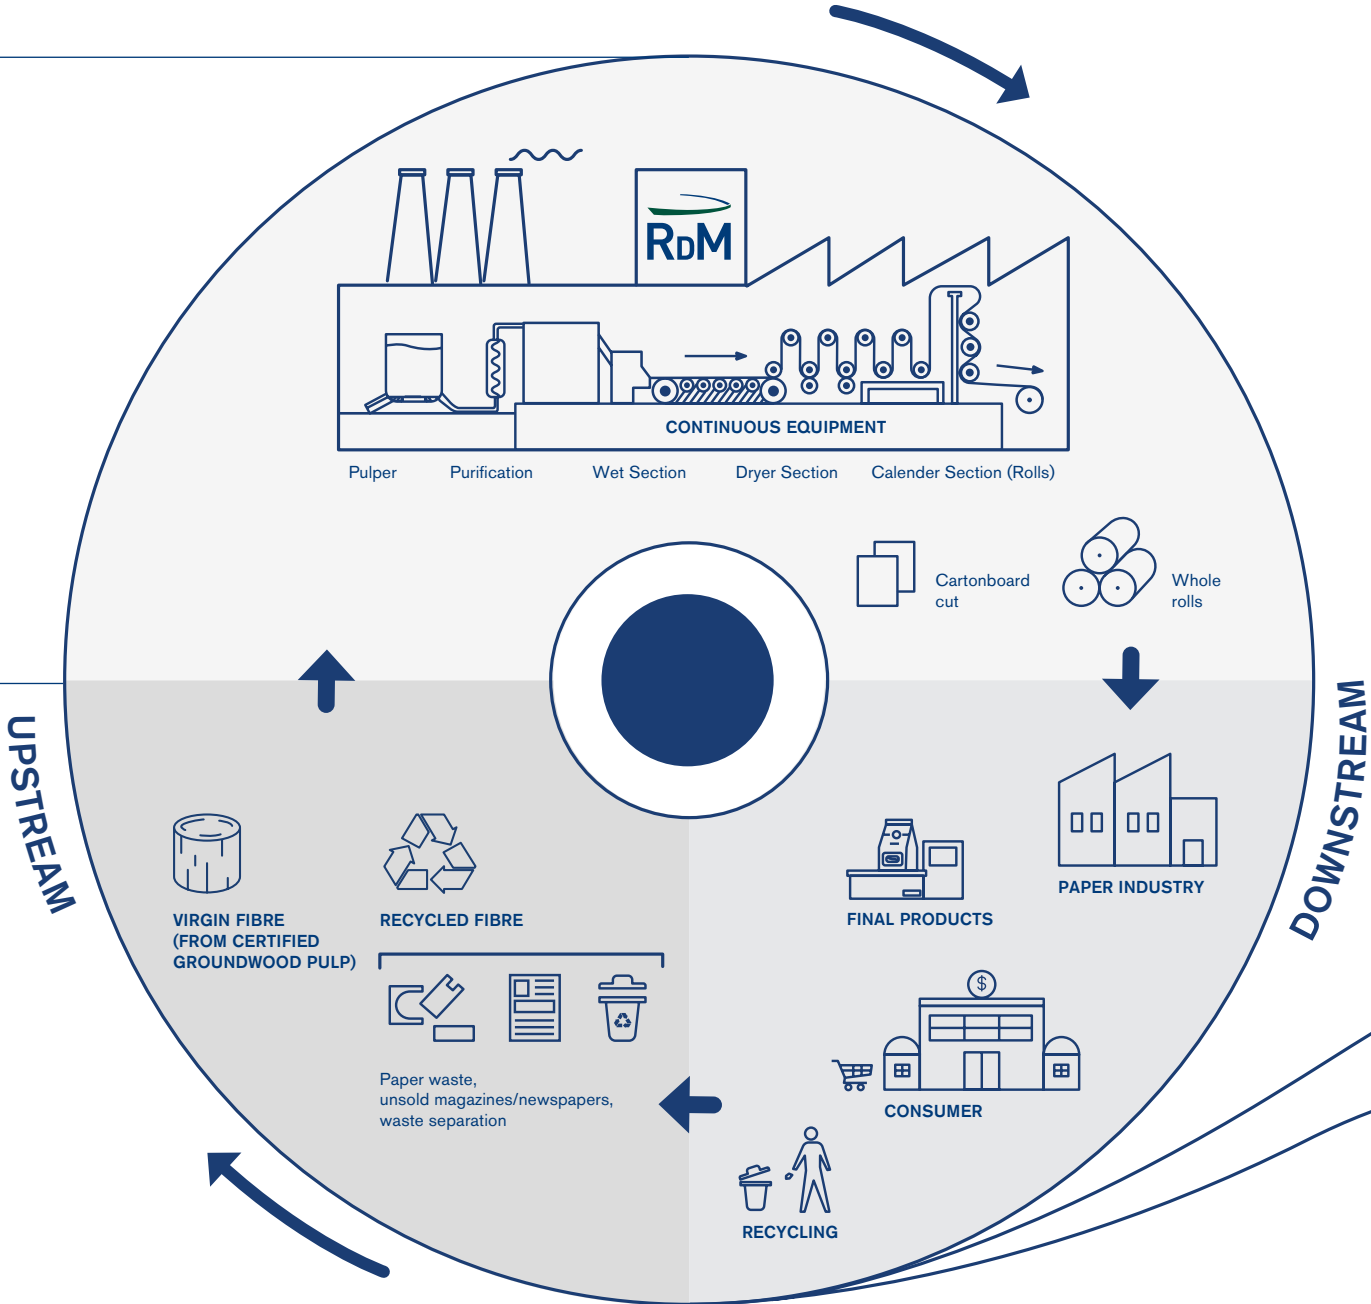 RDM
CONTINUOUS EQUIPMENT
Pulper
Purification
Wet Section
Dryer Section
Calender Section (Rolls)
Cartonboard
cut
Whole
rolls
UPSTREAM
DOWNSTREAM
VIRGIN FIBRE
(FROM CERTIFIED
GROUNDWOOD PULP)
RECYCLED FIBRE
Paper waste,
unsold magazines/newspapers,
waste separation
PAPER INDUSTRY
FINAL PRODUCTS
$
CONSUMER
RECYCLING